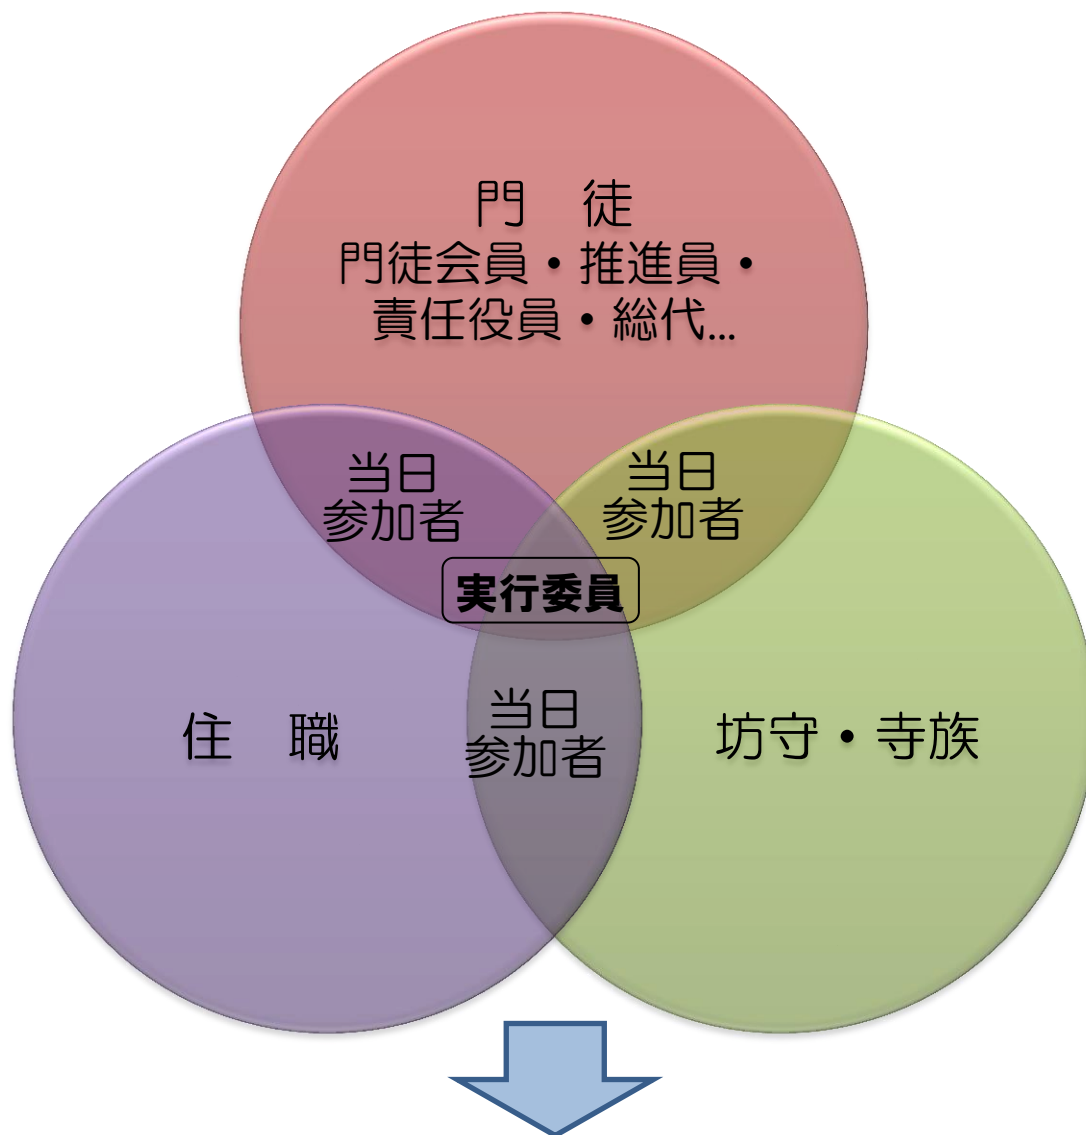 門　徒
門徒会員・推進員・
責任役員・総代...
当日
参加者
当日
参加者
実行委員
住　職
当日
参加者
坊守・寺族